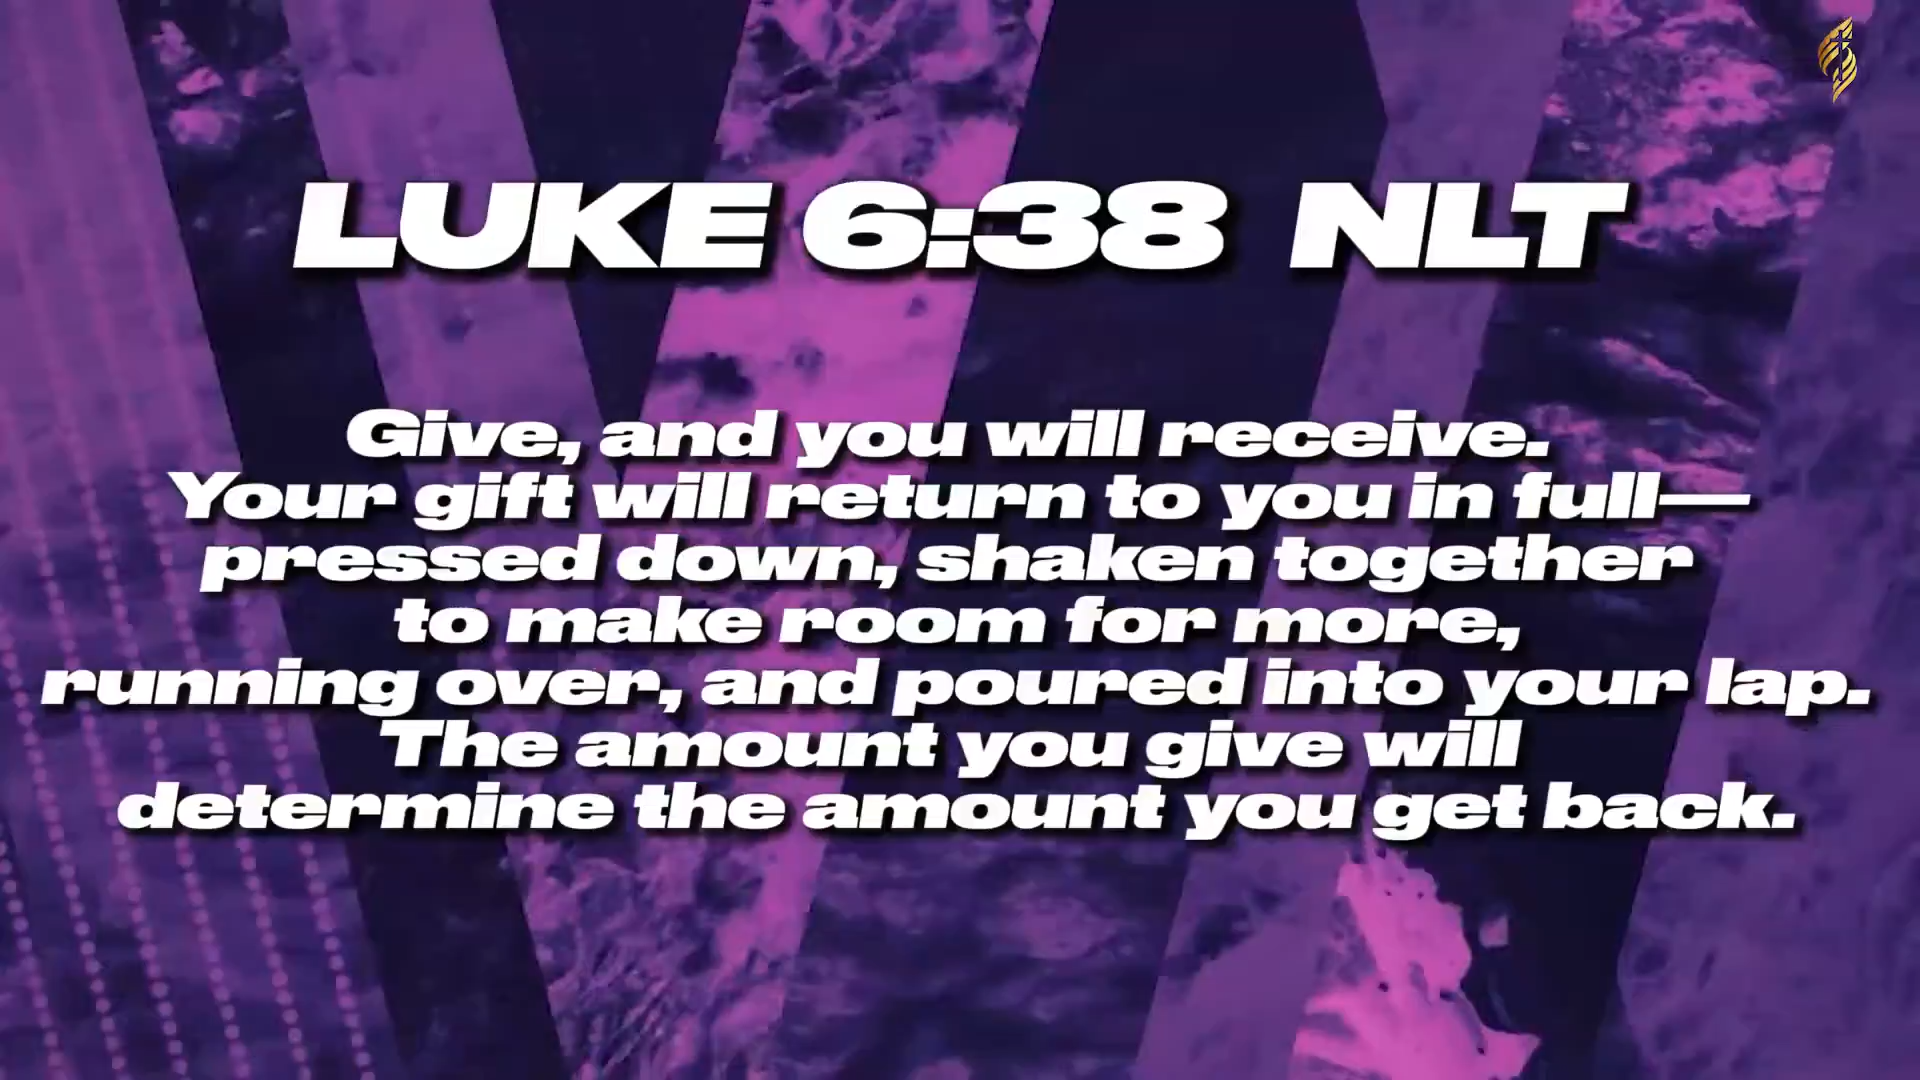 LUKE 6:38 NLT
Give, and you will receive.
Your gift will return to you in full—
pressed down, shaken together
to make room for more,
running over, and poured into your lap.
The amount you give will
determine the amount you get back.